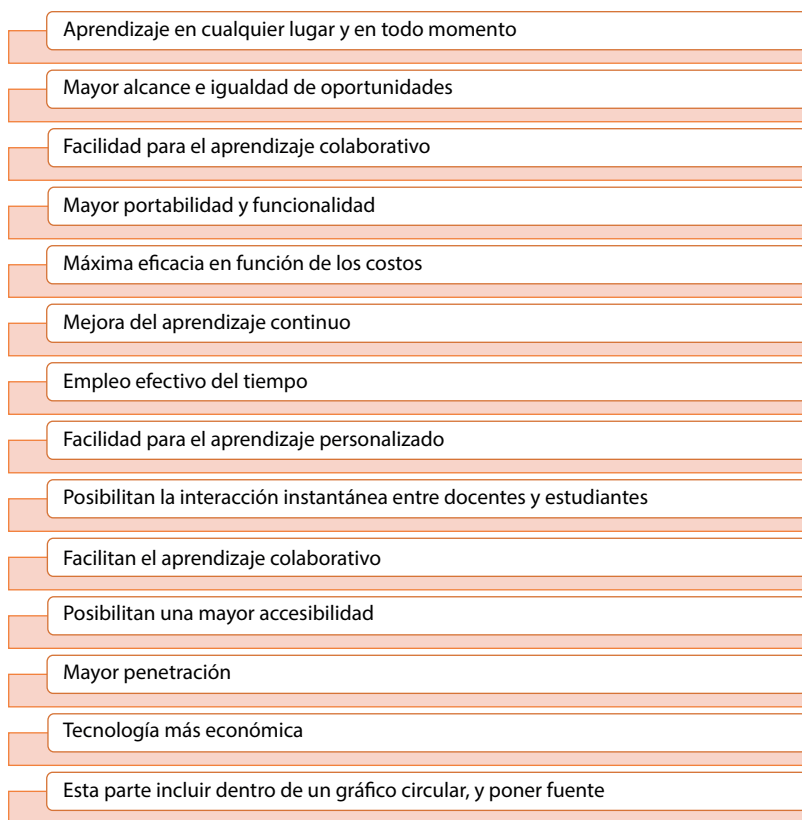 Aprendizaje en cualquier lugar y en todo momento
Mayor alcance e igualdad de oportunidades
Facilidad para el aprendizaje colaborativo
Mayor portabilidad y funcionalidad
Máxima eficacia en función de los costos
Mejora del aprendizaje continuo
Empleo efectivo del tiempo
Facilidad para el aprendizaje personalizado
Posibilitan la interacción instantánea entre docentes y estudiantes
Facilitan el aprendizaje colaborativo
Posibilitan una mayor accesibilidad
Mayor penetración
Tecnología más económica
Esta parte incluir dentro de un gráfico circular, y poner fuente